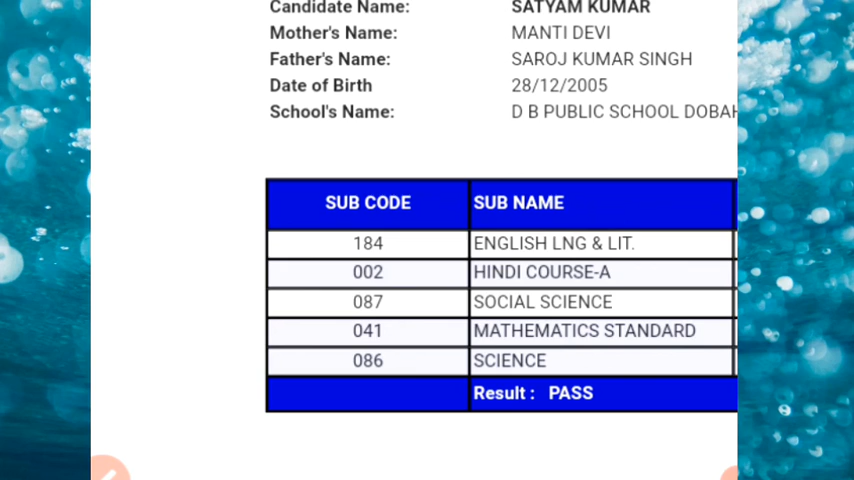 Candidate Name: SATYAM KUMAR
Mother's Name: MANTI DEVI
Father's Name: SAROJ KUMAR SINGH
Date of Birth 28/12/2005
School's Name: D B PUBLIC SCHOOL DOBAH
SUB CODE SUB NAME
184 ENGLISH LNG & LIT.
002 HINDI COURSE-A
087 SOCIAL SCIENCE
041 MATHEMATICS STANDARD
086 SCIENCE
Result : PASS